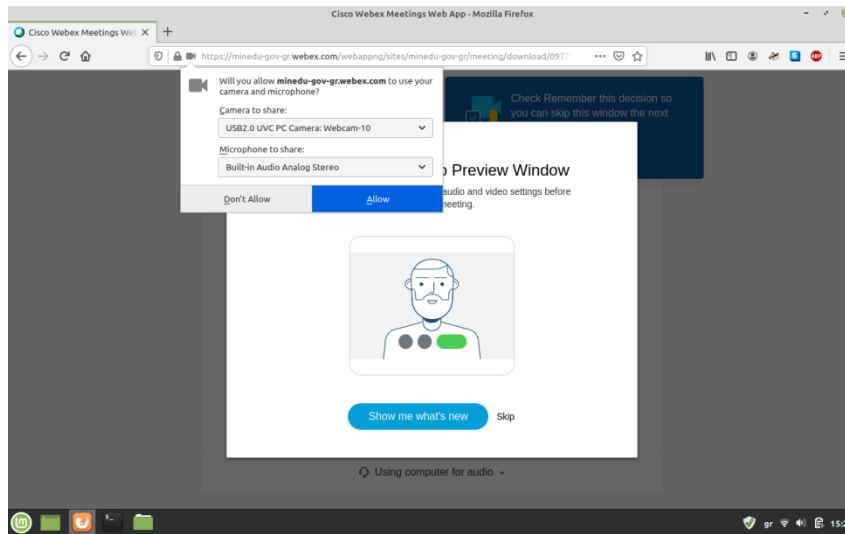 Cisco Webex Meetings Web App - Mozilla Firefox
Cisco Webex Meetings Web
https://minedu-gov-gr.webex.com/webappng/sites/minedu-gov-gr/meeting/download/0977
Will you allow minedu-gov-gr.webex.com to use your
camera and microphone?
Camera to share:
USB2.0 UVC PC Camera: Webcam-10
Microphone to share:
Built-in Audio Analog Stereo
Don't Allow
Allow
Check Remember this decision so
you can skip this window the next
Preview Window
audio and video settings before
meeting.
Show me what's new
Skip
Using computer for audio
gr
15:2